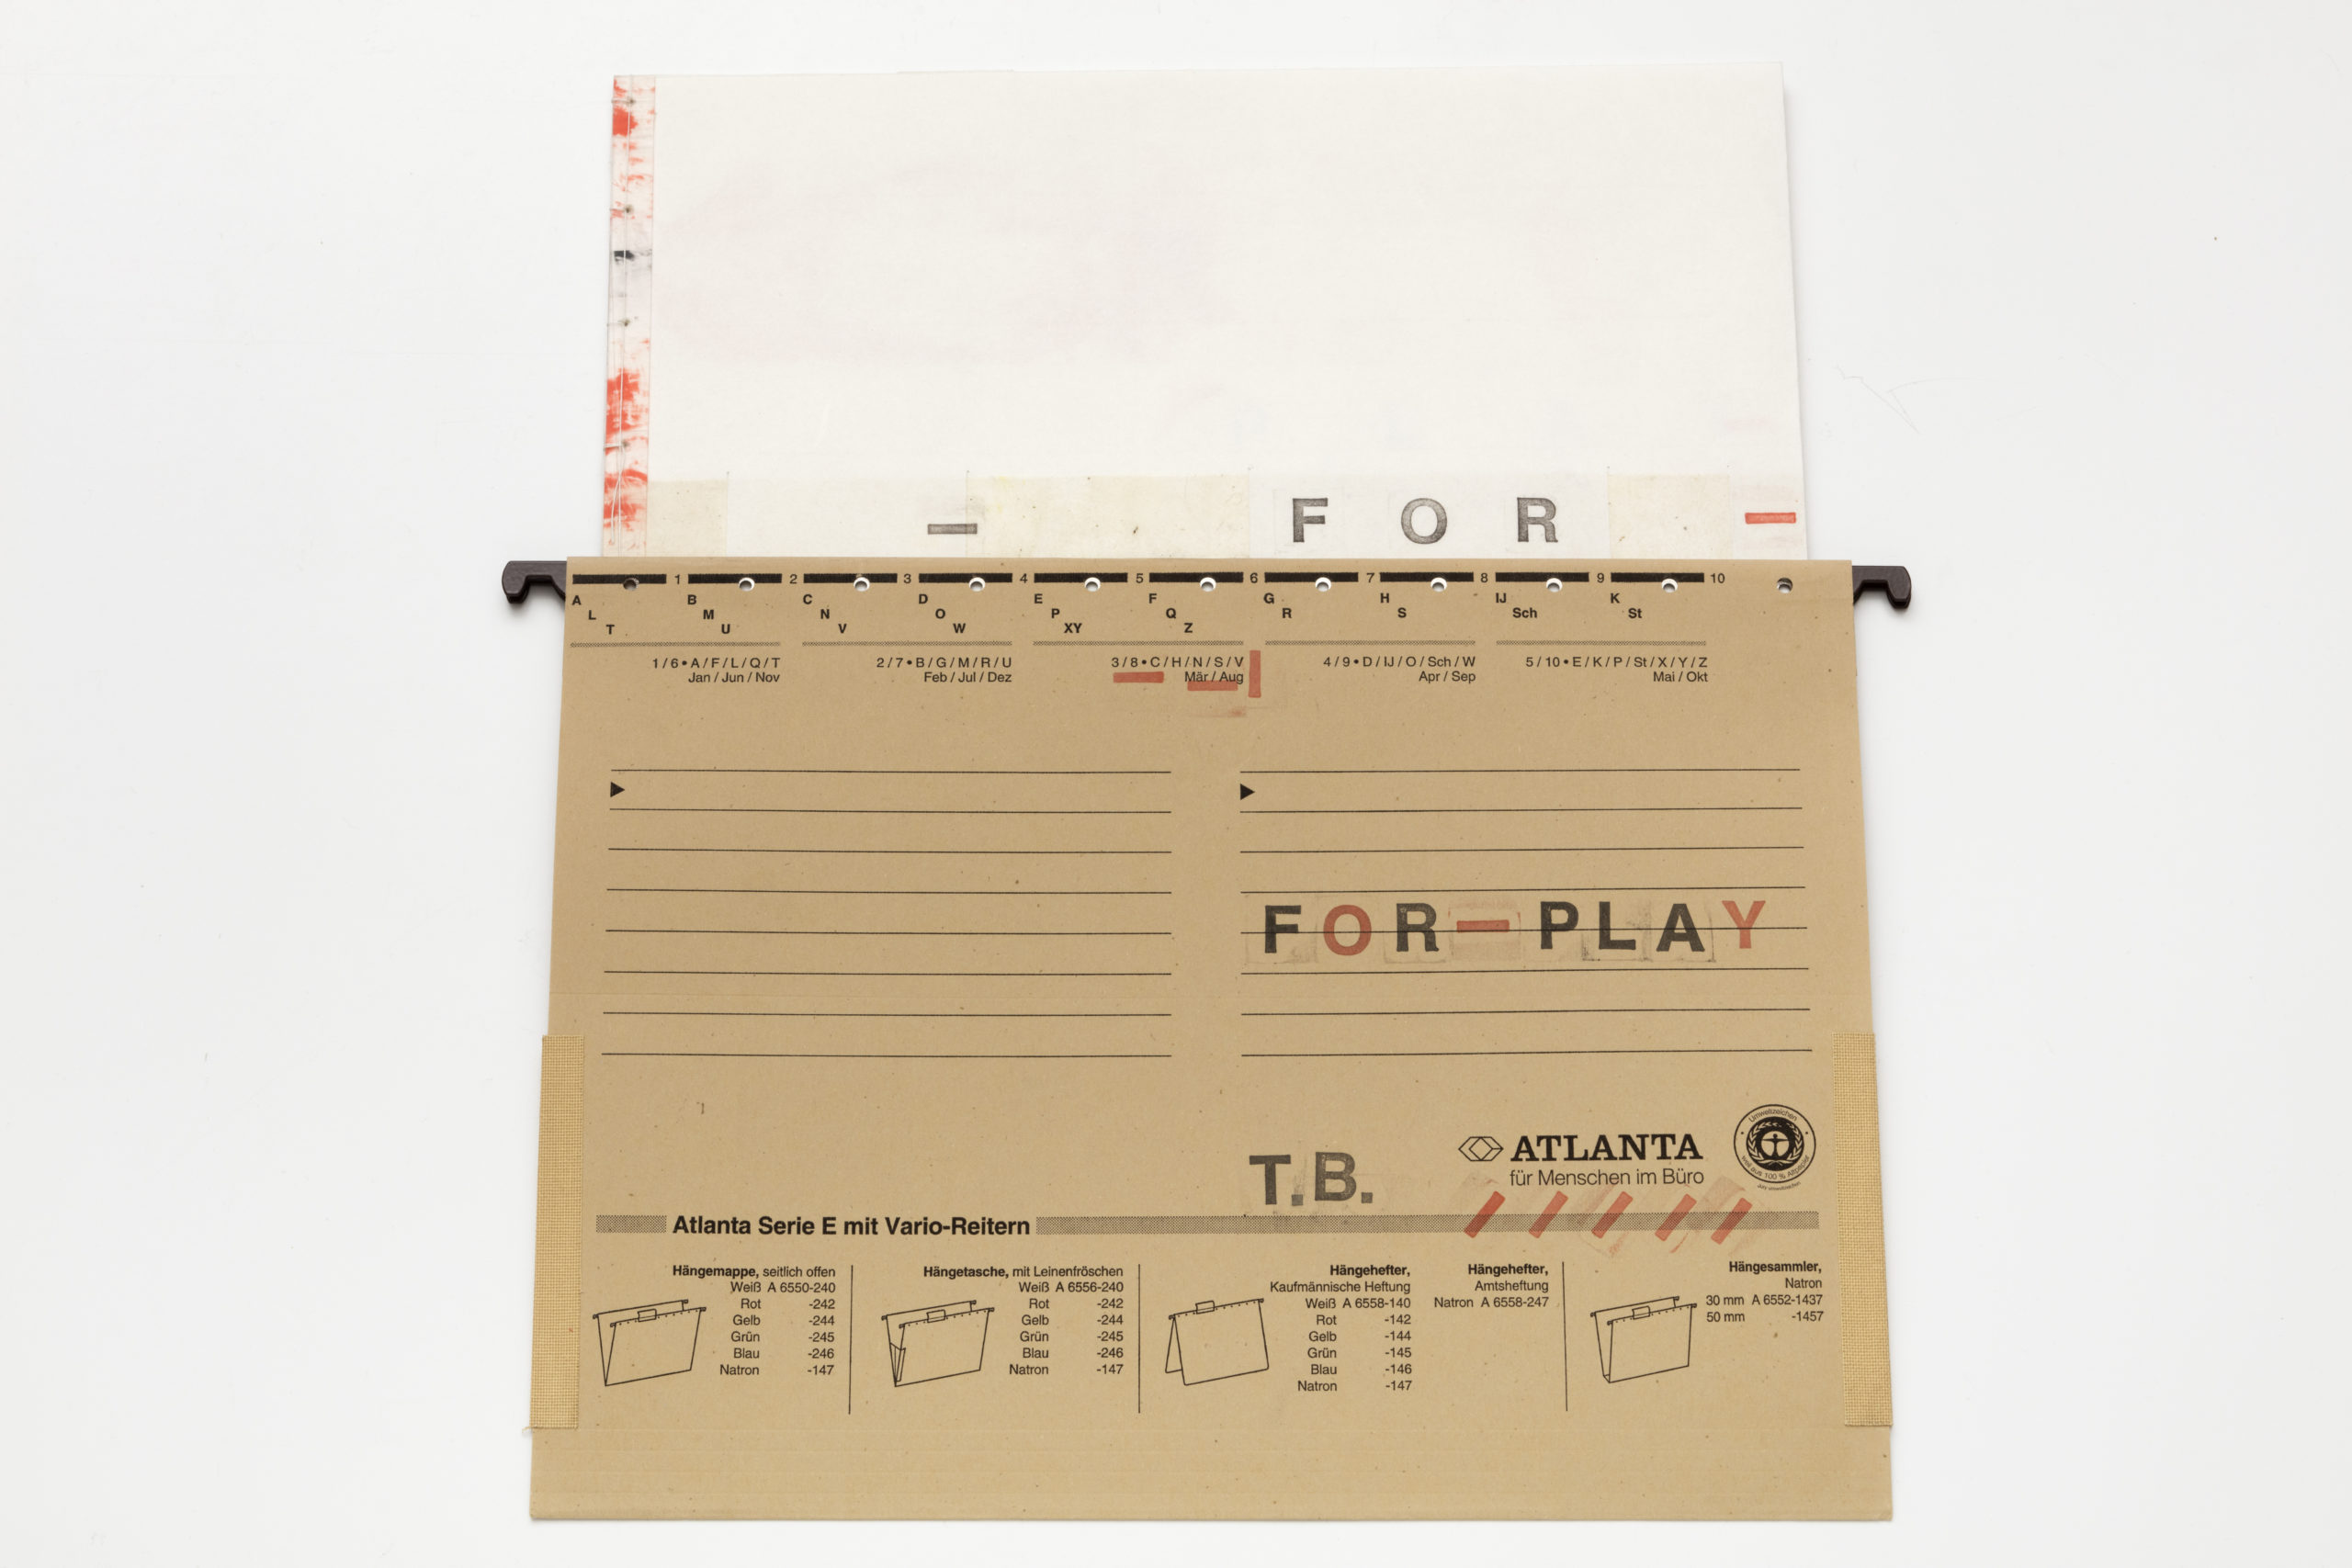 – F O R –
1 2 3 4 5 6 7 8 9 10
A B C D E F G H IJ K
L M N O P Q R S Sch St
T U V W XY Z
1/6•A/F/L/Q/T 2/7•B/G/M/R/U 3/8•C/H/N/S/V 4/9•D/IJ/O/Sch/W 5/10•E/K/P/St/X/Y/Z
Jan/Jun/Nov Feb/Jul/Dez Mär/Aug Apr/Sep Mai/Okt
FOR–PLAY
T.B.
ATLANTA
für Menschen im Büro
Umweltzeichen
weil aus 100 % Altpapier
Atlanta Serie E mit Vario-Reitern
Hängemappe, seitlich offen
Weiß A 6550-240
Rot -242
Gelb -244
Grün -245
Blau -246
Natron -147
Hängetasche, mit Leinenfröschen
Weiß A 6556-240
Rot -242
Gelb -244
Grün -245
Blau -246
Natron -147
Hängehefter,
Kaufmännische Heftung
Weiß A 6558-140
Rot -142
Gelb -144
Grün -145
Blau -146
Natron -147
Hängehefter,
Amtsheftung
Natron A 6558-247
Hängesammler,
Natron
30 mm A 6552-1437
50 mm -1457